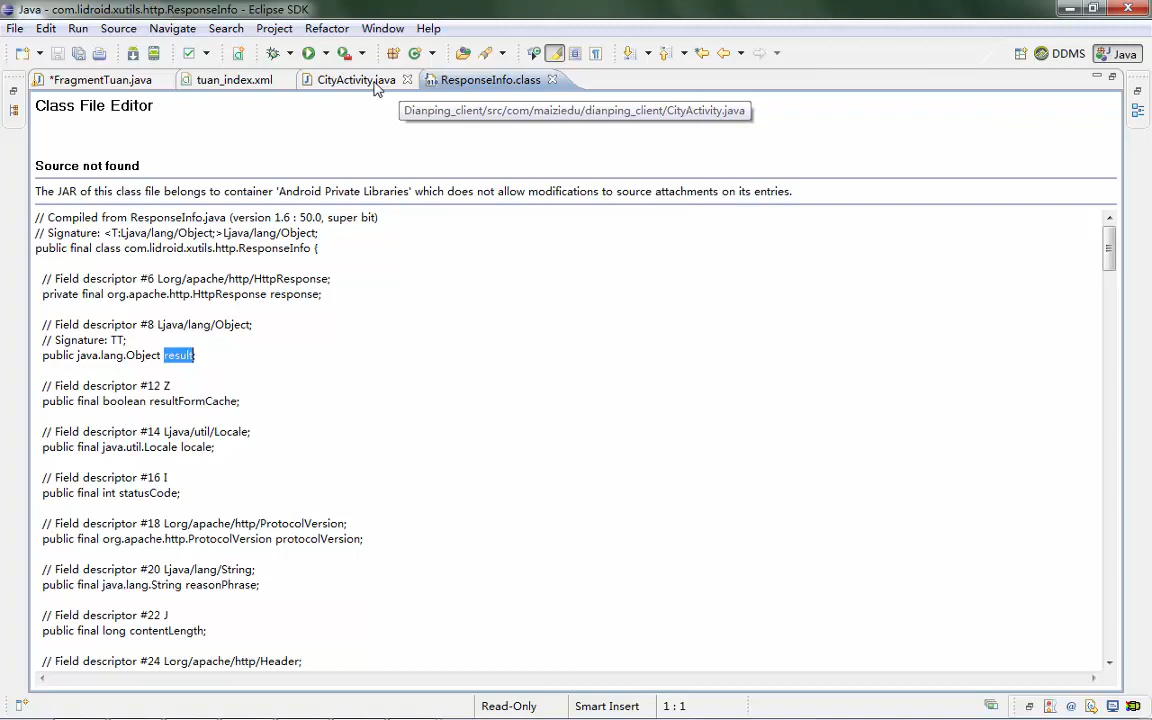 Java - com.lidroid.xutils.http.ResponseInfo - Eclipse SDK
File Edit Run Source Navigate Search Project Refactor Window Help
DDMS Java
*FragmentTuan.java tuan_index.xml CityActivity.java ResponseInfo.class
Class File Editor
Dianping_client/src/com/maiziedu/dianping_client/CityActivity.java
Source not found
The JAR of this class file belongs to container 'Android Private Libraries' which does not allow modifications to source attachments on its entries.
// Compiled from ResponseInfo.java (version 1.6 : 50.0, super bit)
// Signature: <T:Ljava/lang/Object;>Ljava/lang/Object;
public final class com.lidroid.xutils.http.ResponseInfo {
// Field descriptor #6 Lorg/apache/http/HttpResponse;
private final org.apache.http.HttpResponse response;
// Field descriptor #8 Ljava/lang/Object;
// Signature: TT;
public java.lang.Object result;
// Field descriptor #12 Z
public final boolean resultFormCache;
// Field descriptor #14 Ljava/util/Locale;
public final java.util.Locale locale;
// Field descriptor #16 I
public final int statusCode;
// Field descriptor #18 Lorg/apache/http/ProtocolVersion;
public final org.apache.http.ProtocolVersion protocolVersion;
// Field descriptor #20 Ljava/lang/String;
public final java.lang.String reasonPhrase;
// Field descriptor #22 J
public final long contentLength;
// Field descriptor #24 Lorg/apache/http/Header;
Read-Only Smart Insert 1 : 1